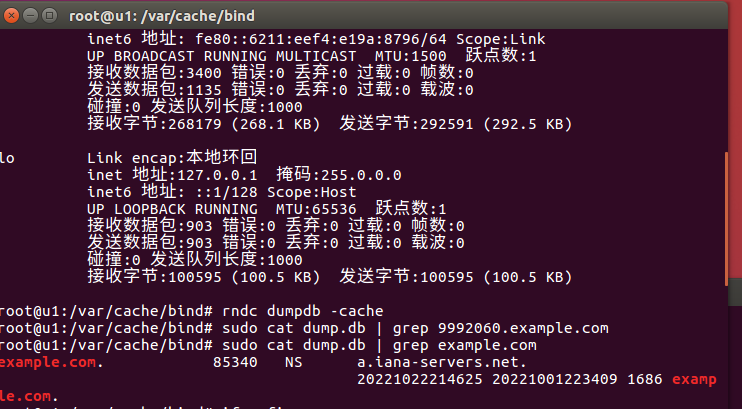 root@u1: /var/cache/bind
inet6 地址: fe80::6211:eef4:e19a:8796/64 Scope:Link
UP BROADCAST RUNNING MULTICAST  MTU:1500  跃点数:1
接收数据包:3400 错误:0 丢弃:0 过载:0 帧数:0
发送数据包:1135 错误:0 丢弃:0 过载:0 载波:0
碰撞:0 发送队列长度:1000
接收字节:268179 (268.1 KB)  发送字节:292591 (292.5 KB)
lo        Link encap:本地环回
inet 地址:127.0.0.1  掩码:255.0.0.0
inet6 地址: ::1/128 Scope:Host
UP LOOPBACK RUNNING  MTU:65536  跃点数:1
接收数据包:903 错误:0 丢弃:0 过载:0 帧数:0
发送数据包:903 错误:0 丢弃:0 过载:0 载波:0
碰撞:0 发送队列长度:1000
接收字节:100595 (100.5 KB)  发送字节:100595 (100.5 KB)
root@u1:/var/cache/bind# rndc dumpdb -cache
root@u1:/var/cache/bind# sudo cat dump.db | grep 9992060.example.com
root@u1:/var/cache/bind# sudo cat dump.db | grep example.com
example.com.            85340   NS      a.iana-servers.net.
20221022214625 20221001223409 1686 examp
le.com.